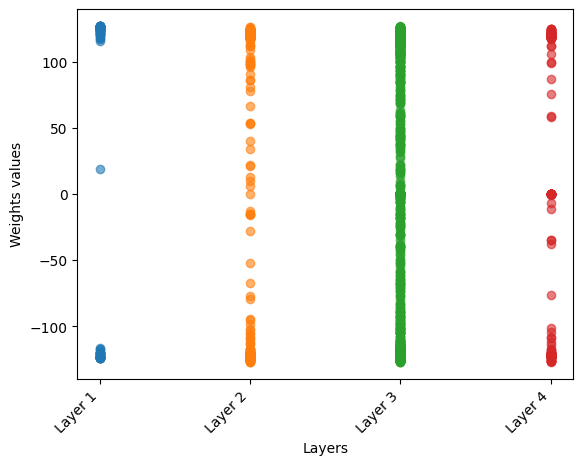 100
50
0
−50
−100
Weights values
Layer 1
Layer 2
Layer 3
Layer 4
Layers